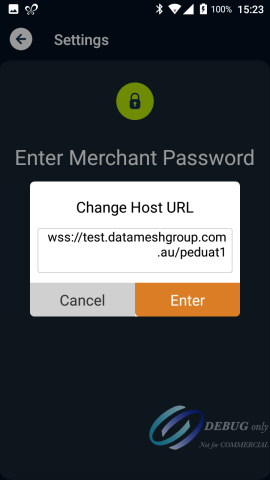 100% 15:23
Settings
Enter Merchant Password
Change Host URL
wss://test.datameshgroup.com
.au/peduat1
Cancel Enter
DEBUG only
Not for COMMERCIAL